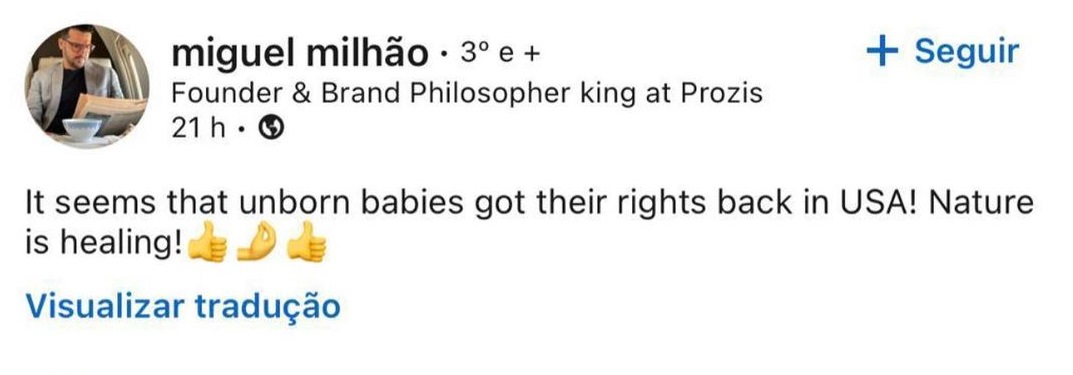 miguel milhão · 3º e +
+ Seguir
Founder & Brand Philosopher king at Prozis
21 h ·
It seems that unborn babies got their rights back in USA! Nature
is healing!👍🤌👍
Visualizar tradução